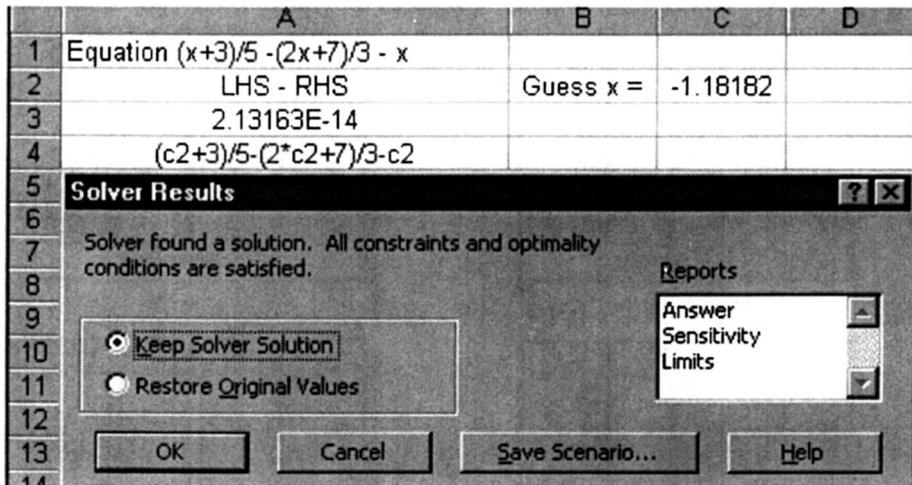 A B C D
1 Equation (x+3)/5 -(2x+7)/3 - x
2 LHS - RHS Guess x = -1.18182
3 2.13163E-14
4 (c2+3)/5-(2*c2+7)/3-c2
5 Solver Results ? ×
6
7 Solver found a solution. All constraints and optimality
8 conditions are satisfied. Reports
9 Answer
10 Keep Solver Solution Sensitivity
Limits
11 Restore Original Values
12
13 OK Cancel Save Scenario... Help
14